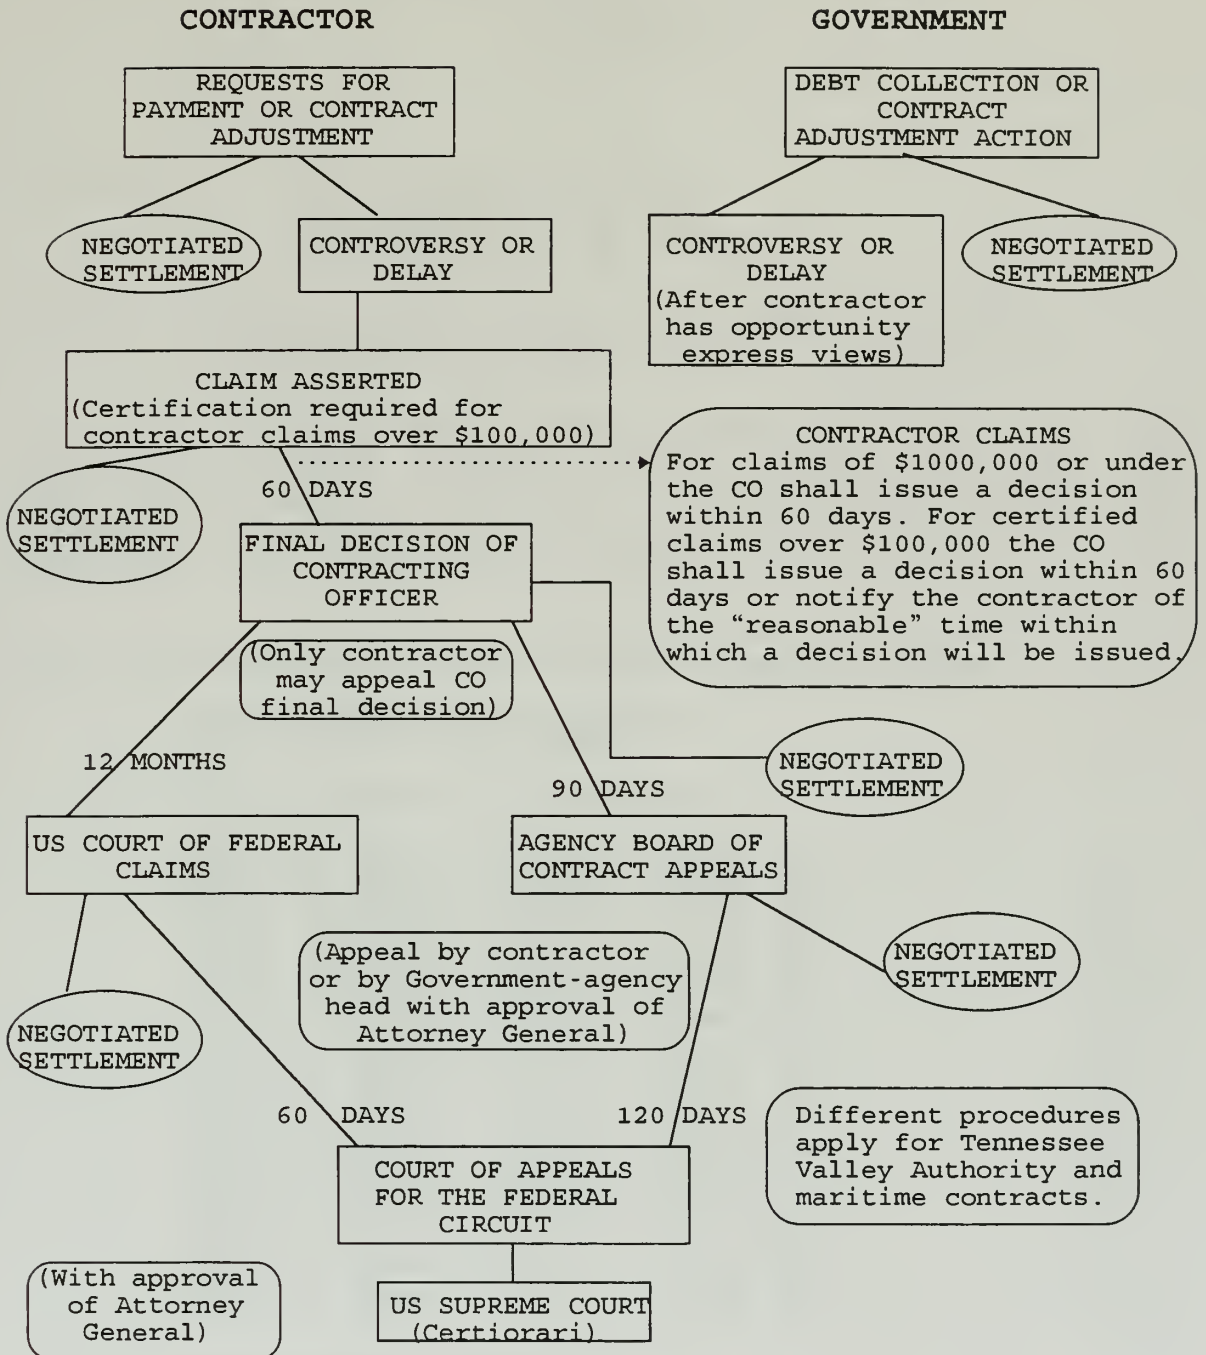 CONTRACTOR
GOVERNMENT
REQUESTS FOR
PAYMENT OR CONTRACT
ADJUSTMENT
DEBT COLLECTION OR
CONTRACT
ADJUSTMENT ACTION
NEGOTIATED
SETTLEMENT
CONTROVERSY OR
DELAY
CONTROVERSY OR
DELAY
(After contractor
has opportunity
express views)
NEGOTIATED
SETTLEMENT
CLAIM ASSERTED
(Certification required for
contractor claims over $100,000)
CONTRACTOR CLAIMS
For claims of $1000,000 or under
the CO shall issue a decision
within 60 days. For certified
claims over $100,000 the CO
shall issue a decision within 60
days or notify the contractor of
the “reasonable” time within
which a decision will be issued.
60 DAYS
NEGOTIATED
SETTLEMENT
FINAL DECISION OF
CONTRACTING
OFFICER
(Only contractor
may appeal CO
final decision)
12 MONTHS
90 DAYS
NEGOTIATED
SETTLEMENT
US COURT OF FEDERAL
CLAIMS
AGENCY BOARD OF
CONTRACT APPEALS
(Appeal by contractor
or by Government-agency
head with approval of
Attorney General)
NEGOTIATED
SETTLEMENT
NEGOTIATED
SETTLEMENT
60 DAYS
120 DAYS
Different procedures
apply for Tennessee
Valley Authority and
maritime contracts.
COURT OF APPEALS
FOR THE FEDERAL
CIRCUIT
(With approval
of Attorney
General)
US SUPREME COURT
(Certiorari)